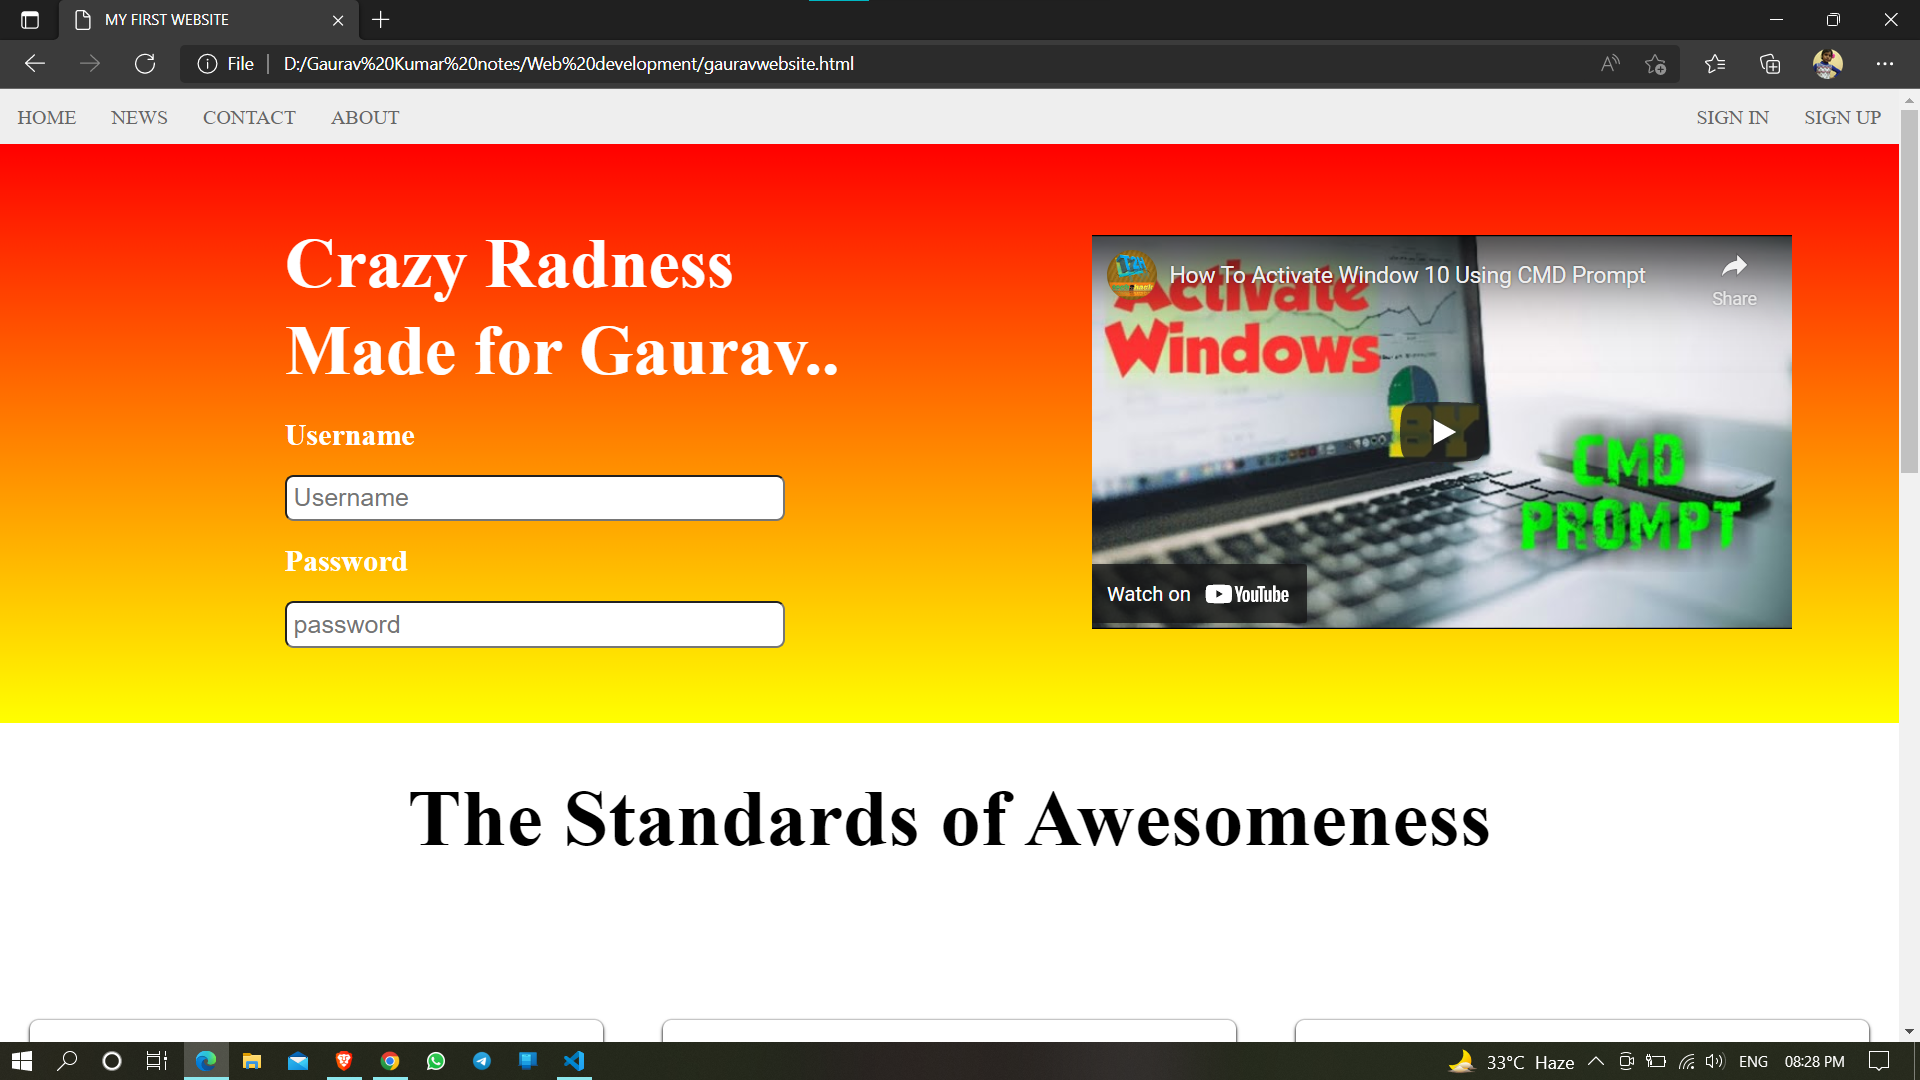 MY FIRST WEBSITE
File
D:/Gaurav%20Kumar%20notes/Web%20development/gauravwebsite.html
HOME NEWS CONTACT ABOUT SIGN IN SIGN UP
Crazy Radness
Made for Gaurav..
Username
Username
Password
password
How To Activate Window 10 Using CMD Prompt
Share
Activate
Windows
BY
CMD
PROMPT
Watch on YouTube
The Standards of Awesomeness
33°C Haze ENG 08:28 PM